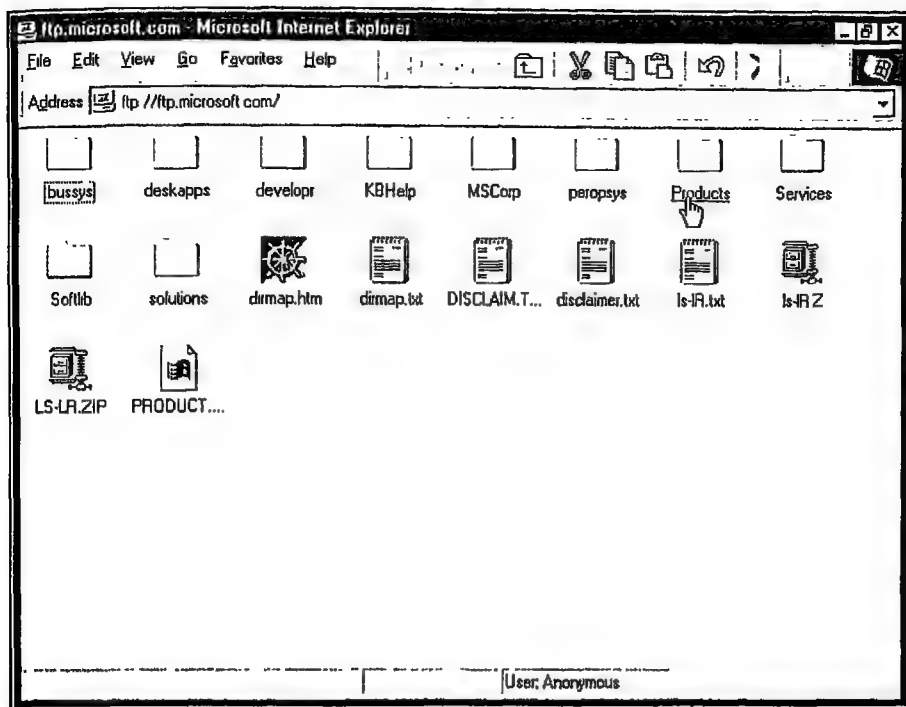 ftp.microsoft.com - Microsoft Internet Explorer
File Edit View Go Favorites Help
Address ftp //ftp.microsoft com/
bussys deskapps developr KBHelp MSCorp peropsys Products Services
Softlib solutions dirmap.htm dirmap.txt DISCLAIM.T... disclaimer.txt ls-lR.txt ls-lR Z
LS-LR.ZIP PRODUCT....
User: Anonymous